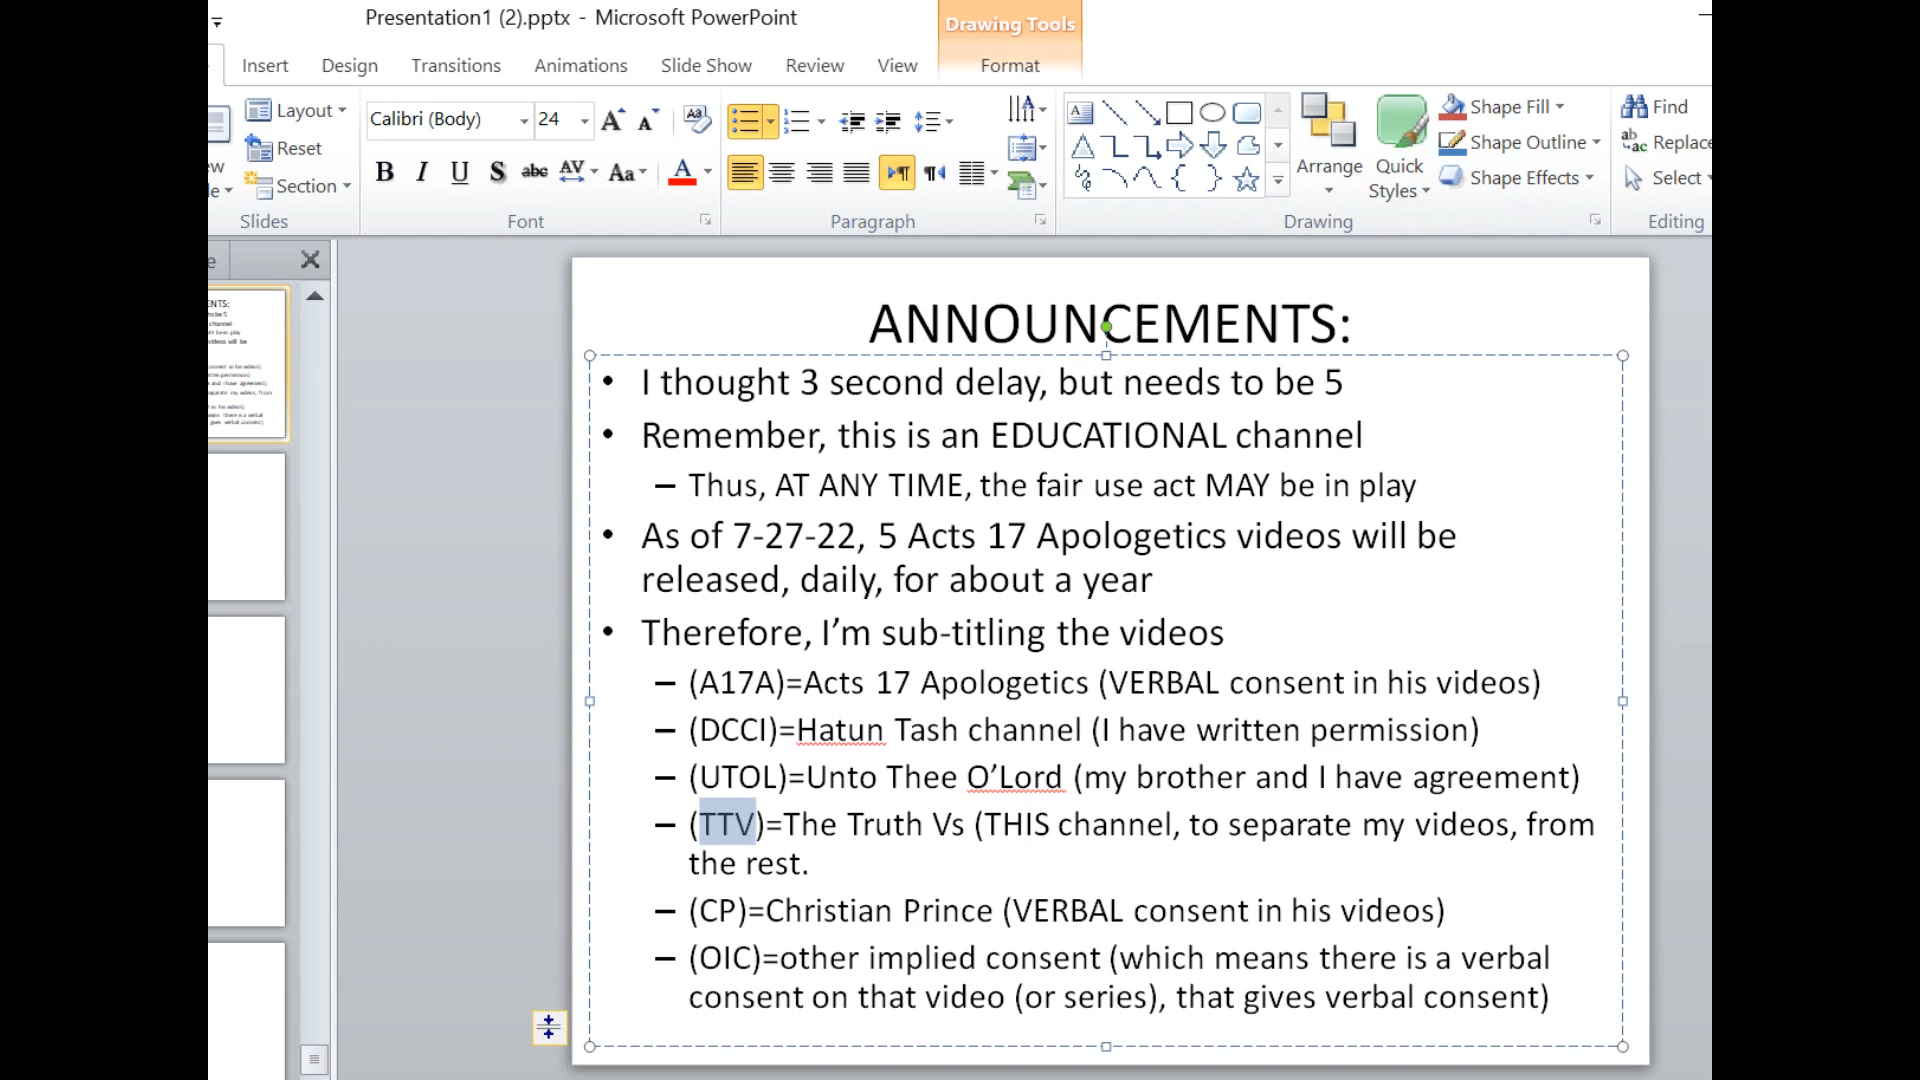 Presentation1 (2).pptx - Microsoft PowerPoint
Drawing Tools
Insert Design Transitions Animations Slide Show Review View Format
Layout
Reset
Section
Slides
Calibri (Body) 24
B I U S abc AV Aa A
Font
Paragraph
Arrange
Quick Styles
Shape Fill
Shape Outline
Shape Effects
Drawing
Find
Replace
Select
Editing
ANNOUNCEMENTS:
• I thought 3 second delay, but needs to be 5
• Remember, this is an EDUCATIONAL channel
– Thus, AT ANY TIME, the fair use act MAY be in play
• As of 7-27-22, 5 Acts 17 Apologetics videos will be
released, daily, for about a year
• Therefore, I’m sub-titling the videos
– (A17A)=Acts 17 Apologetics (VERBAL consent in his videos)
– (DCCI)=Hatun Tash channel (I have written permission)
– (UTOL)=Unto Thee O’Lord (my brother and I have agreement)
– (TTV)=The Truth Vs (THIS channel, to separate my videos, from
the rest.
– (CP)=Christian Prince (VERBAL consent in his videos)
– (OIC)=other implied consent (which means there is a verbal
consent on that video (or series), that gives verbal consent)